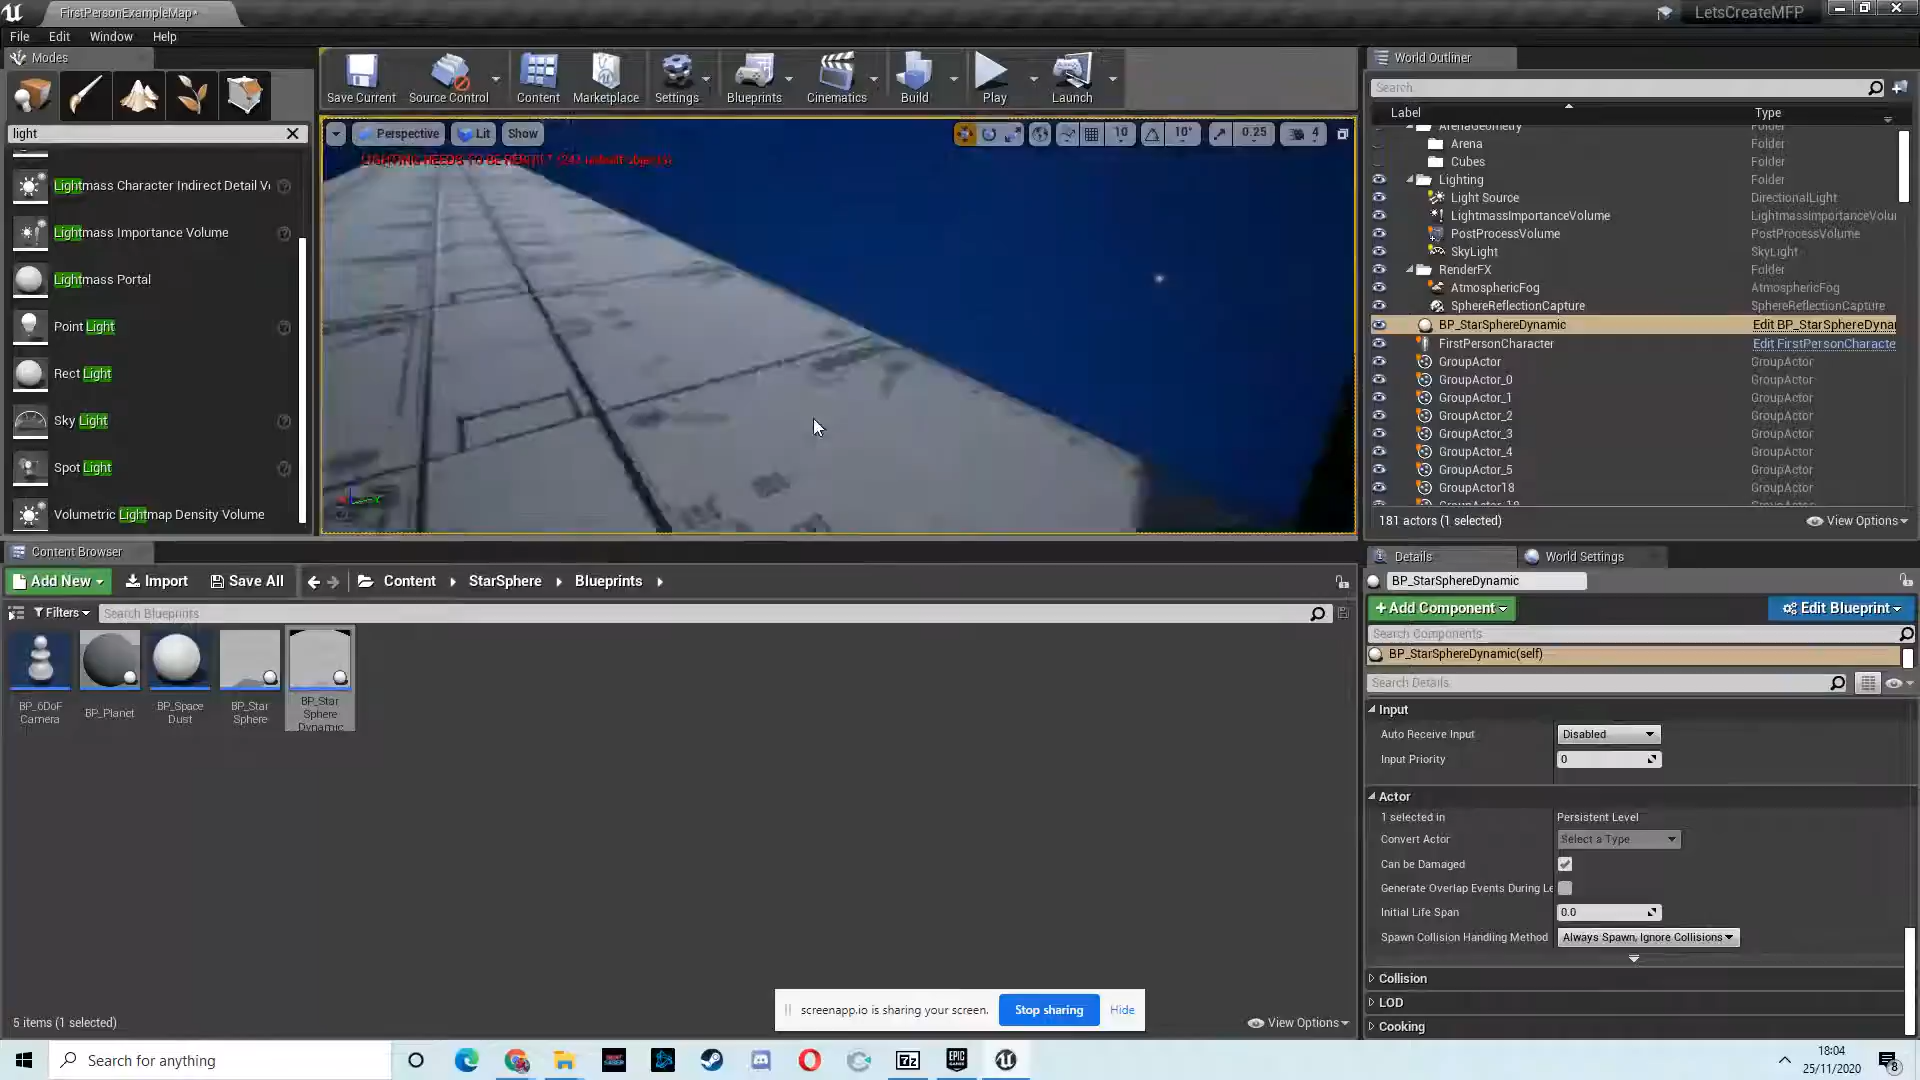 FirstPersonExampleMap*
LetsCreateMFP
File Edit Window Help
Modes
light
Lightmass Character Indirect Detail V
Lightmass Importance Volume
Lightmass Portal
Point Light
Rect Light
Sky Light
Spot Light
Volumetric Lightmap Density Volume
Save Current Source Control Content Marketplace Settings Blueprints Cinematics Build Play Launch
Perspective Lit Show
10 10° 0.25 4
LIGHTING NEEDS TO BE REBUILT
World Outliner
Search
Label Type
ArenaGeometry Folder
Arena Folder
Cubes Folder
Lighting Folder
Light Source DirectionalLight
LightmassImportanceVolume LightmassImportanceVolu
PostProcessVolume PostProcessVolume
SkyLight SkyLight
RenderFX Folder
AtmosphericFog AtmosphericFog
SphereReflectionCapture SphereReflectionCapture
BP_StarSphereDynamic Edit BP_StarSphereDyna
FirstPersonCharacter Edit FirstPersonCharacte
GroupActor GroupActor
GroupActor_0 GroupActor
GroupActor_1 GroupActor
GroupActor_2 GroupActor
GroupActor_3 GroupActor
GroupActor_4 GroupActor
GroupActor_5 GroupActor
GroupActor18 GroupActor
181 actors (1 selected) View Options
Content Browser
Add New Import Save All Content StarSphere Blueprints
Filters Search Blueprints
BP_6DoF
Camera
BP_Planet
BP_Space
Dust
BP_Star
Sphere
BP_Star
Sphere
Dynamic
5 items (1 selected) View Options
Details World Settings
BP_StarSphereDynamic
+Add Component Edit Blueprint
Search Components
BP_StarSphereDynamic(self)
Search Details
Input
Auto Receive Input Disabled
Input Priority 0
Actor
1 selected in Persistent Level
Convert Actor Select a Type
Can be Damaged
Generate Overlap Events During Le
Initial Life Span 0.0
Spawn Collision Handling Method Always Spawn, Ignore Collisions
Collision
LOD
Cooking
screenapp.io is sharing your screen. Stop sharing Hide
Search for anything
7z
EPIC
GAMES
18:04
25/11/2020
8